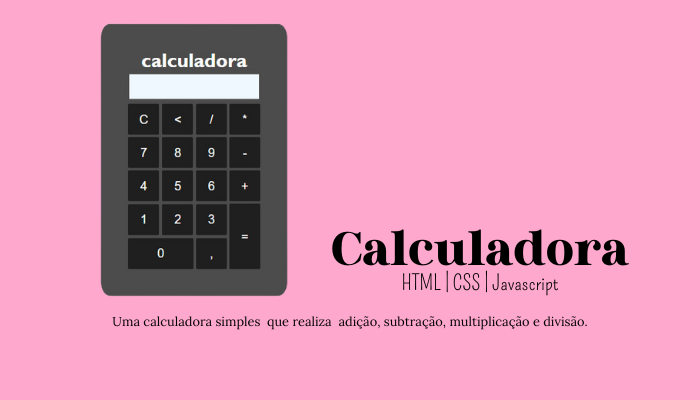 calculadora
C < / *
7 8 9 -
4 5 6 +
1 2 3
=
0 ,
Calculadora
HTML | CSS | Javascript
Uma calculadora simples que realiza adição, subtração, multiplicação e divisão.